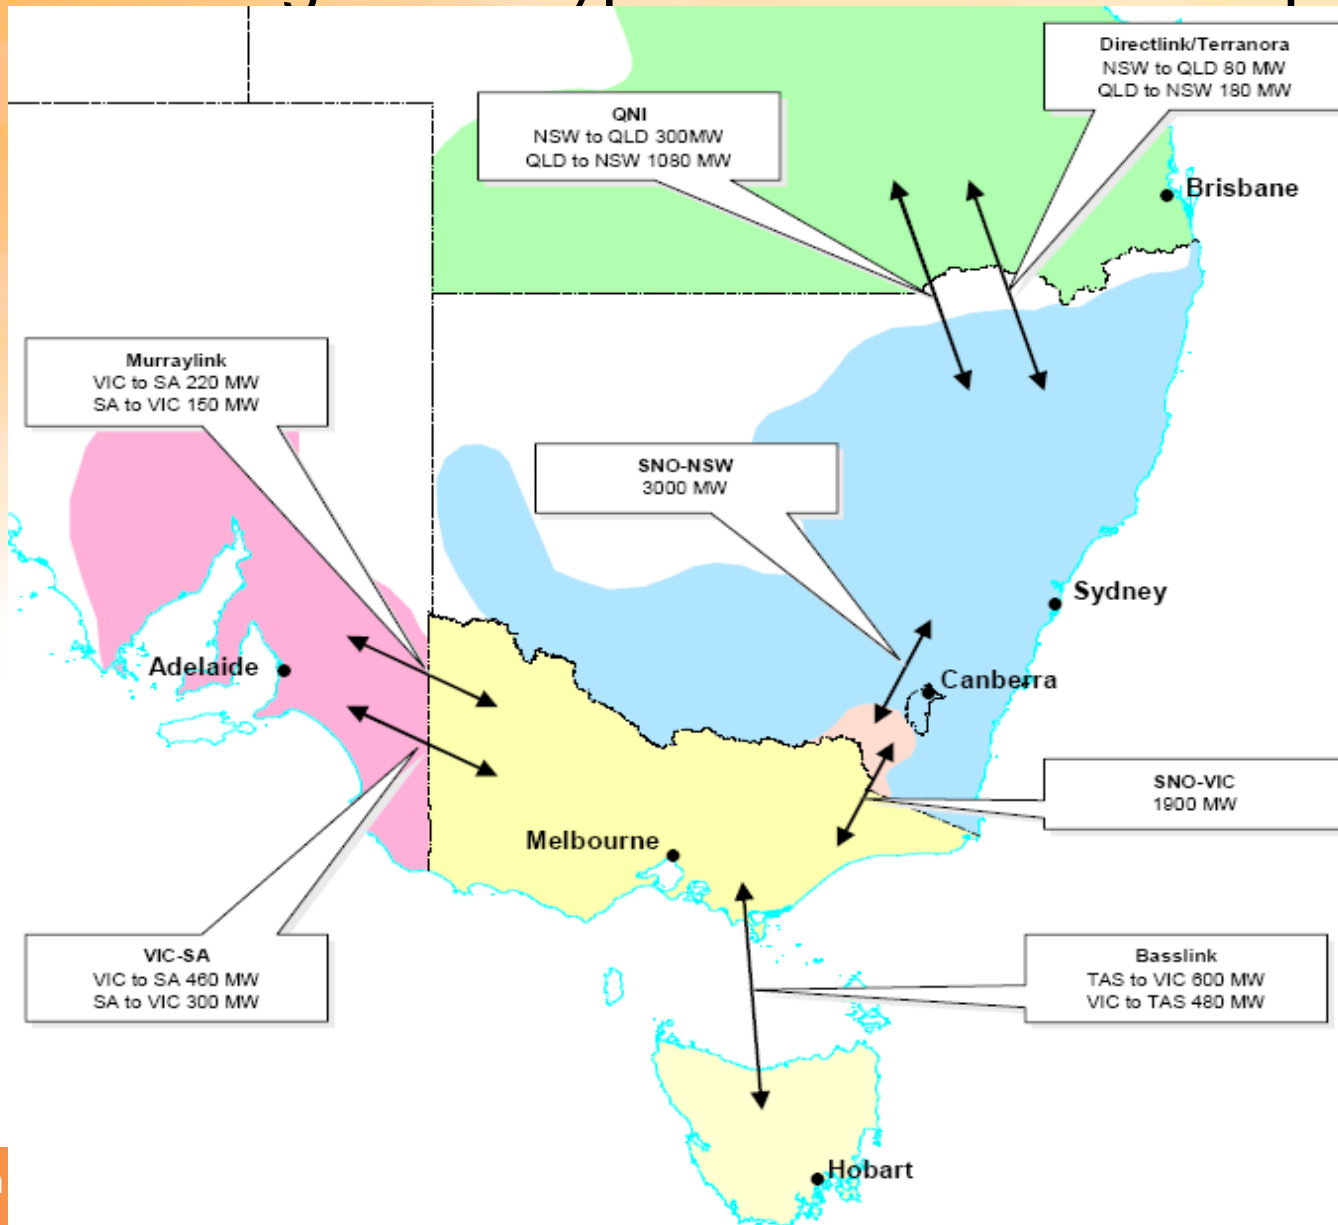 Directlink/Terranora
NSW to QLD 80 MW
QLD to NSW 180 MW
QNI
NSW to QLD 300MW
QLD to NSW 1080 MW
Brisbane
Murraylink
VIC to SA 220 MW
SA to VIC 150 MW
SNO-NSW
3000 MW
Sydney
Adelaide
Canberra
SNO-VIC
1900 MW
Melbourne
VIC-SA
VIC to SA 460 MW
SA to VIC 300 MW
Basslink
TAS to VIC 600 MW
VIC to TAS 480 MW
Hobart